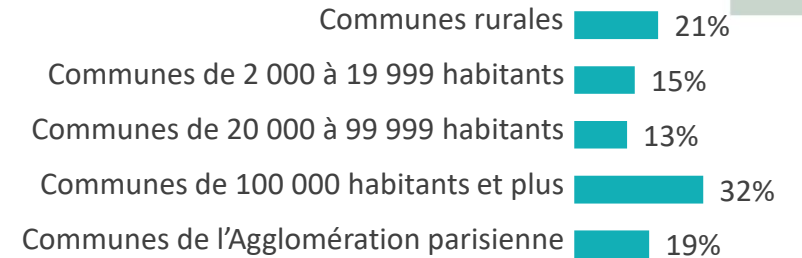 Communes rurales 21%
Communes de 2 000 à 19 999 habitants 15%
Communes de 20 000 à 99 999 habitants 13%
Communes de 100 000 habitants et plus 32%
Communes de l’Agglomération parisienne 19%